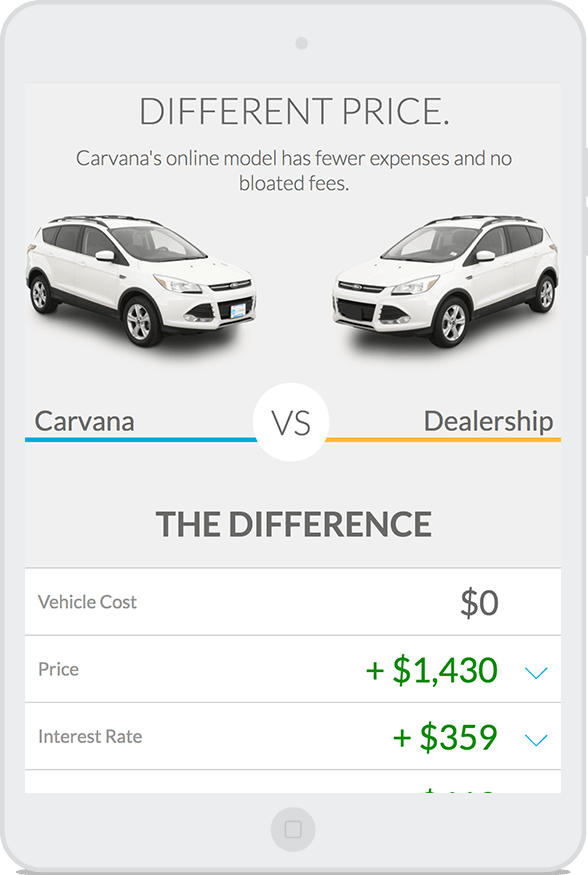 DIFFERENT PRICE.
Carvana's online model has fewer expenses and no
bloated fees.
Carvana
VS
Dealership
THE DIFFERENCE
Vehicle Cost
$0
Price
+ $1,430
Interest Rate
+ $359